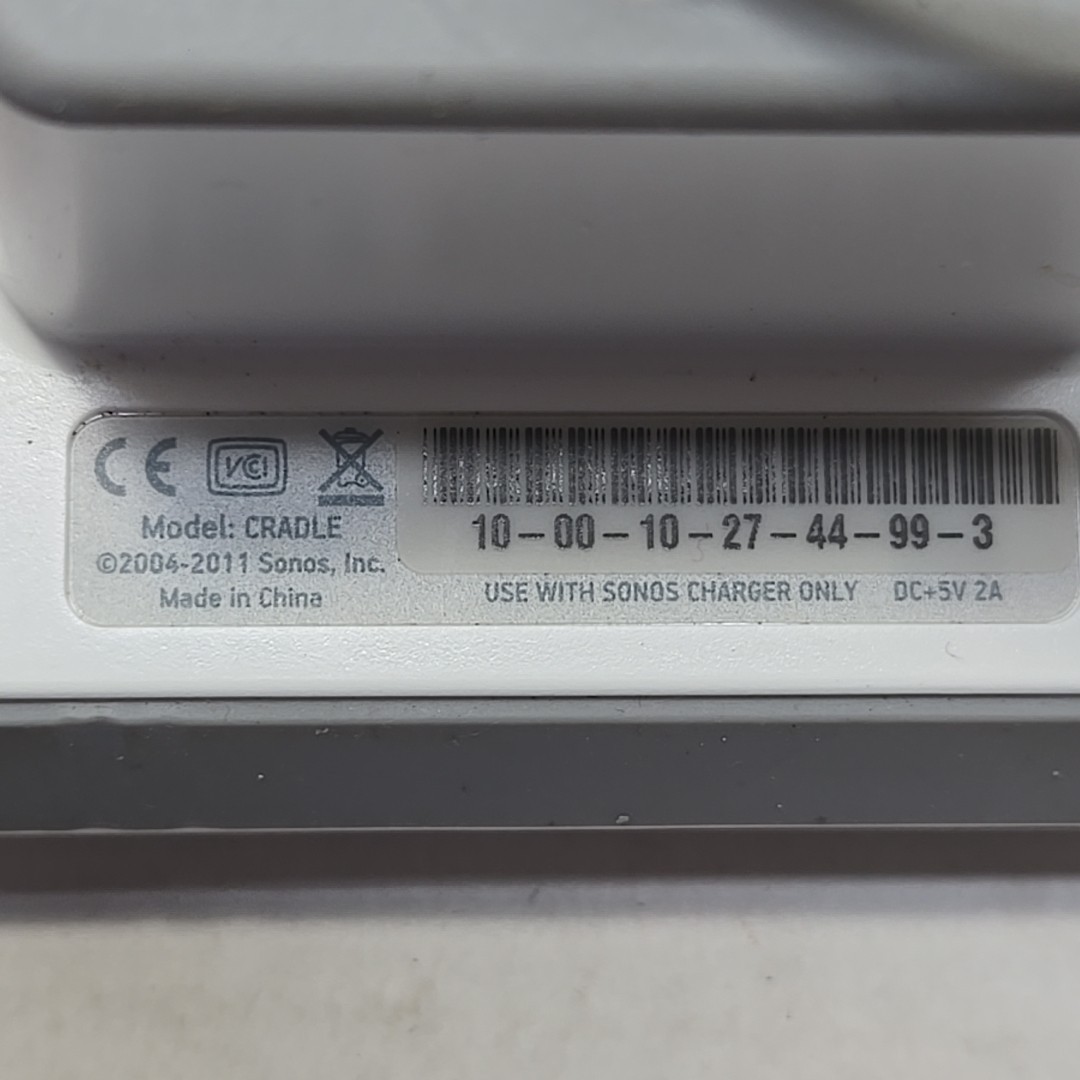 CE VCI
Model: CRADLE
©2004-2011 Sonos, Inc.
Made in China
10-00-10-27-44-99-3
USE WITH SONOS CHARGER ONLY DC+5V 2A